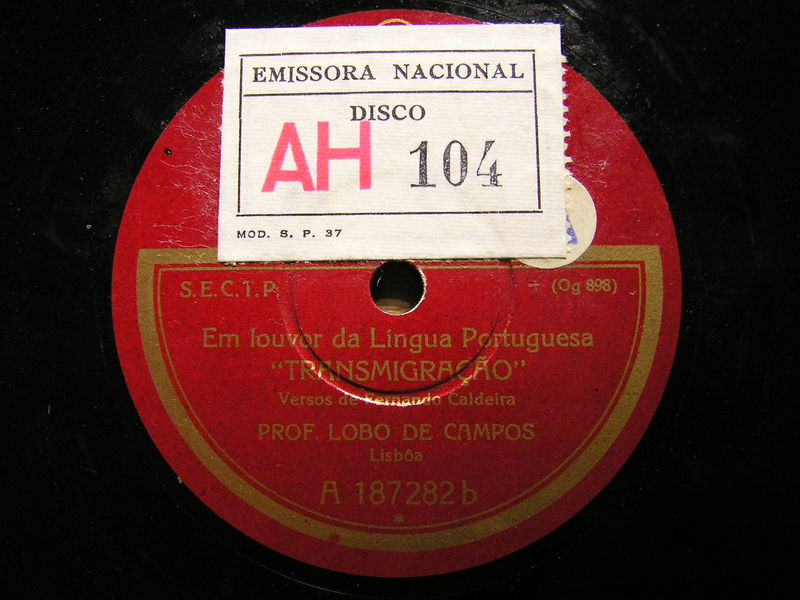 EMISSORA NACIONAL
DISCO
AH 104
MOD. S. P. 37
S.E.C.T.P.
(Og 898)
Em louvor da Língua Portuguesa
“TRANSMIGRAÇÃO”
Versos de Fernando Caldeira
PROF. LOBO DE CAMPOS
Lisbôa
A 187282 b
*